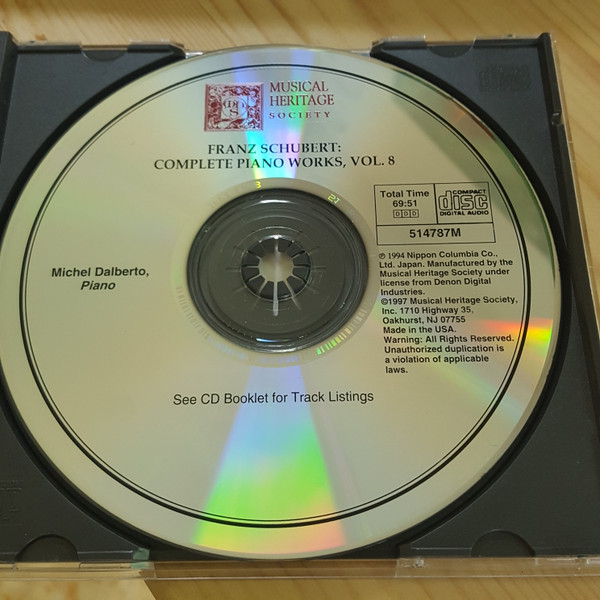 MUSICAL
HERITAGE
SOCIETY
FRANZ SCHUBERT:
COMPLETE PIANO WORKS, VOL. 8
Total Time
69:51
DDD
COMPACT
disc
DIGITAL AUDIO
514787M
Michel Dalberto,
Piano
℗ 1994 Nippon Columbia Co.,
Ltd. Japan. Manufactured by the
Musical Heritage Society under
license from Denon Digital
Industries.
©1997 Musical Heritage Society,
Inc. 1710 Highway 35,
Oakhurst, NJ 07755
Made in the USA.
Warning: All Rights Reserved.
Unauthorized duplication is
a violation of applicable
laws.
See CD Booklet for Track Listings